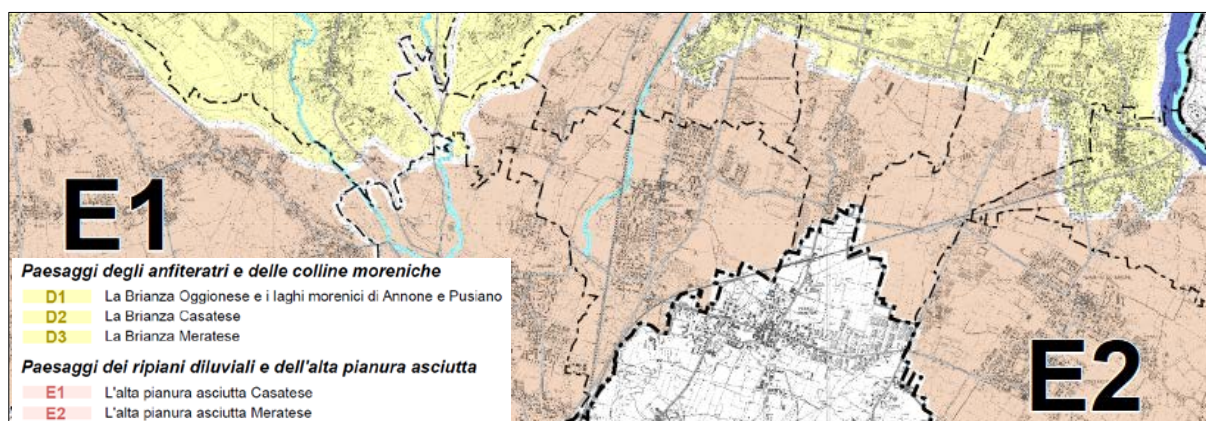 E1
E2
Paesaggi degli anfiteratri e delle colline moreniche
D1 La Brianza Oggionese e i laghi morenici di Annone e Pusiano
D2 La Brianza Casatese
D3 La Brianza Meratese
Paesaggi dei ripiani diluviali e dell'alta pianura asciutta
E1 L'alta pianura asciutta Casatese
E2 L'alta pianura asciutta Meratese